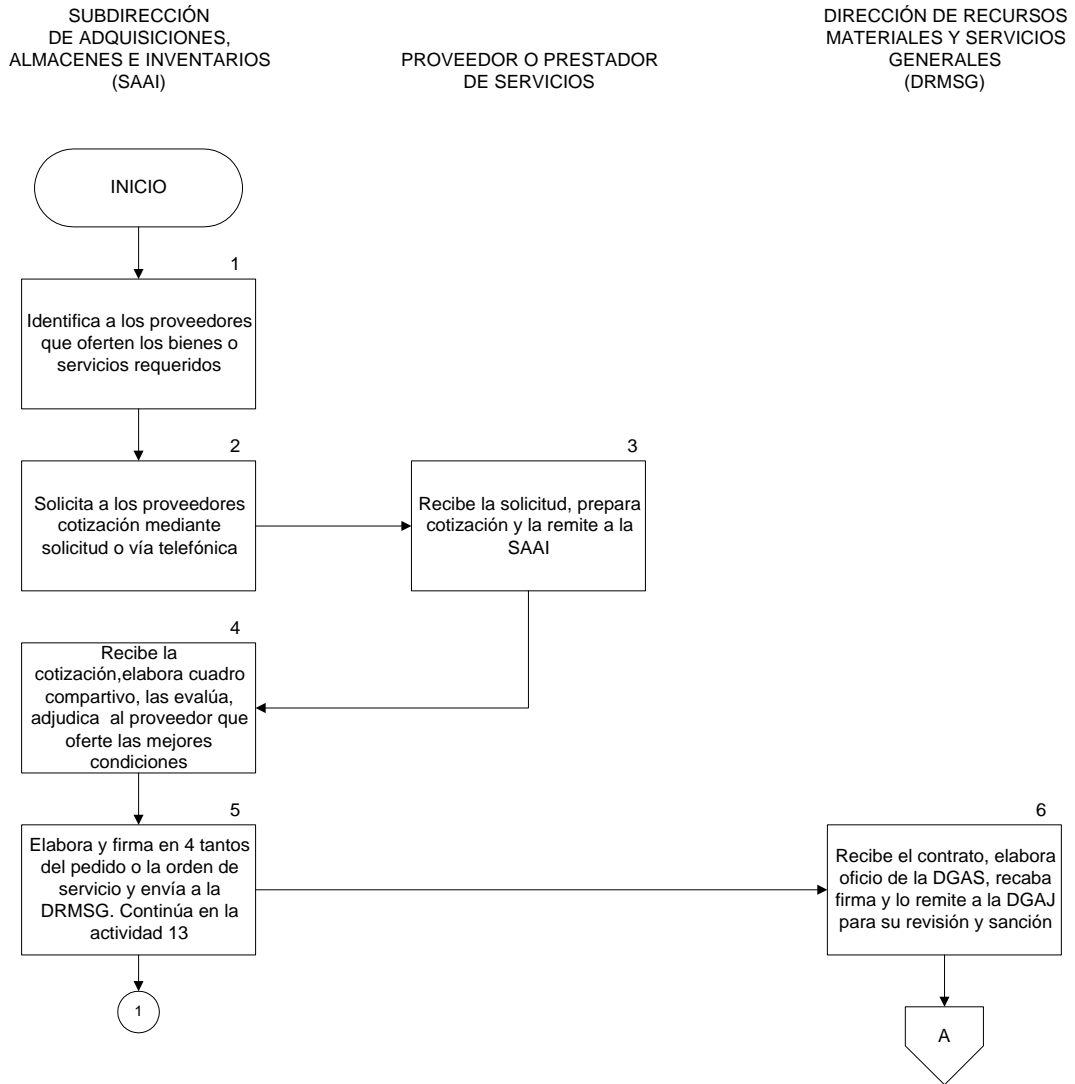 SUBDIRECCIÓN
DE ADQUISICIONES,
ALMACENES E INVENTARIOS
(SAAI)
PROVEEDOR O PRESTADOR
DE SERVICIOS
DIRECCIÓN DE RECURSOS
MATERIALES Y SERVICIOS
GENERALES
(DRMSG)
INICIO
1
Identifica a los proveedores
que oferten los bienes o
servicios requeridos
2
Solicita a los proveedores
cotización mediante
solicitud o vía telefónica
3
Recibe la solicitud, prepara
cotización y la remite a la
SAAI
4
Recibe la
cotización,elabora cuadro
compartivo, las evalúa,
adjudica al proveedor que
oferte las mejores
condiciones
5
Elabora y firma en 4 tantos
del pedido o la orden de
servicio y envía a la
DRMSG. Continúa en la
actividad 13
6
Recibe el contrato, elabora
oficio de la DGAS, recaba
firma y lo remite a la DGAJ
para su revisión y sanción
1
A